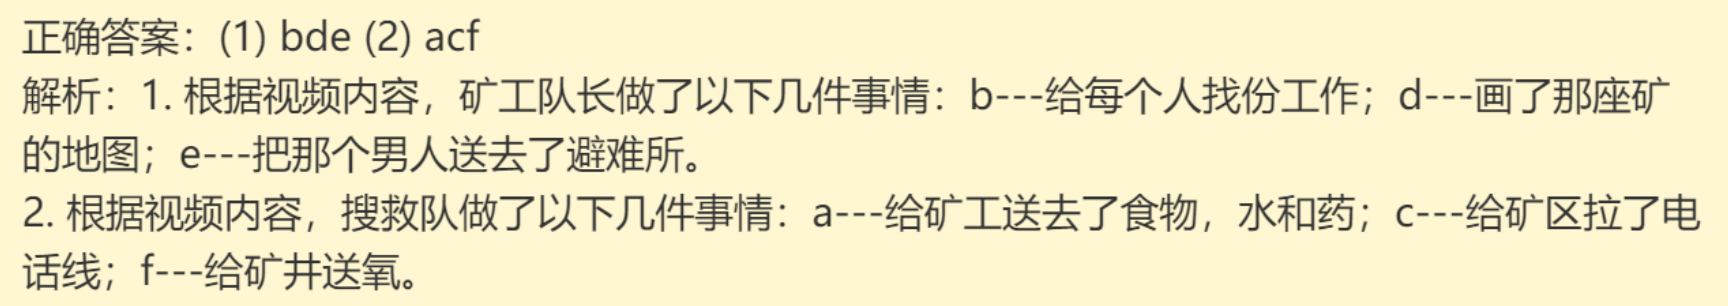 正确答案：(1) bde (2) acf
解析：1. 根据视频内容，矿工队长做了以下几件事情：b---给每个人找份工作；d---画了那座矿
的地图；e---把那个男人送去了避难所。
2. 根据视频内容，搜救队做了以下几件事情：a---给矿工送去了食物，水和药；c---给矿区拉了电
话线；f---给矿井送氧。